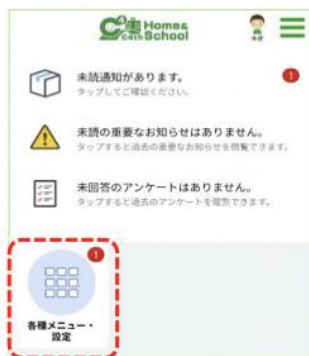 C4th Home&School
未読通知があります。
1
タップしてご確認ください。
未読の重要なお知らせはありません。
タップすると過去の重要なお知らせを閲覧できます。
未回答のアンケートはありません。
タップすると過去のアンケートを閲覧できます。
1
各種メニュー・
設定